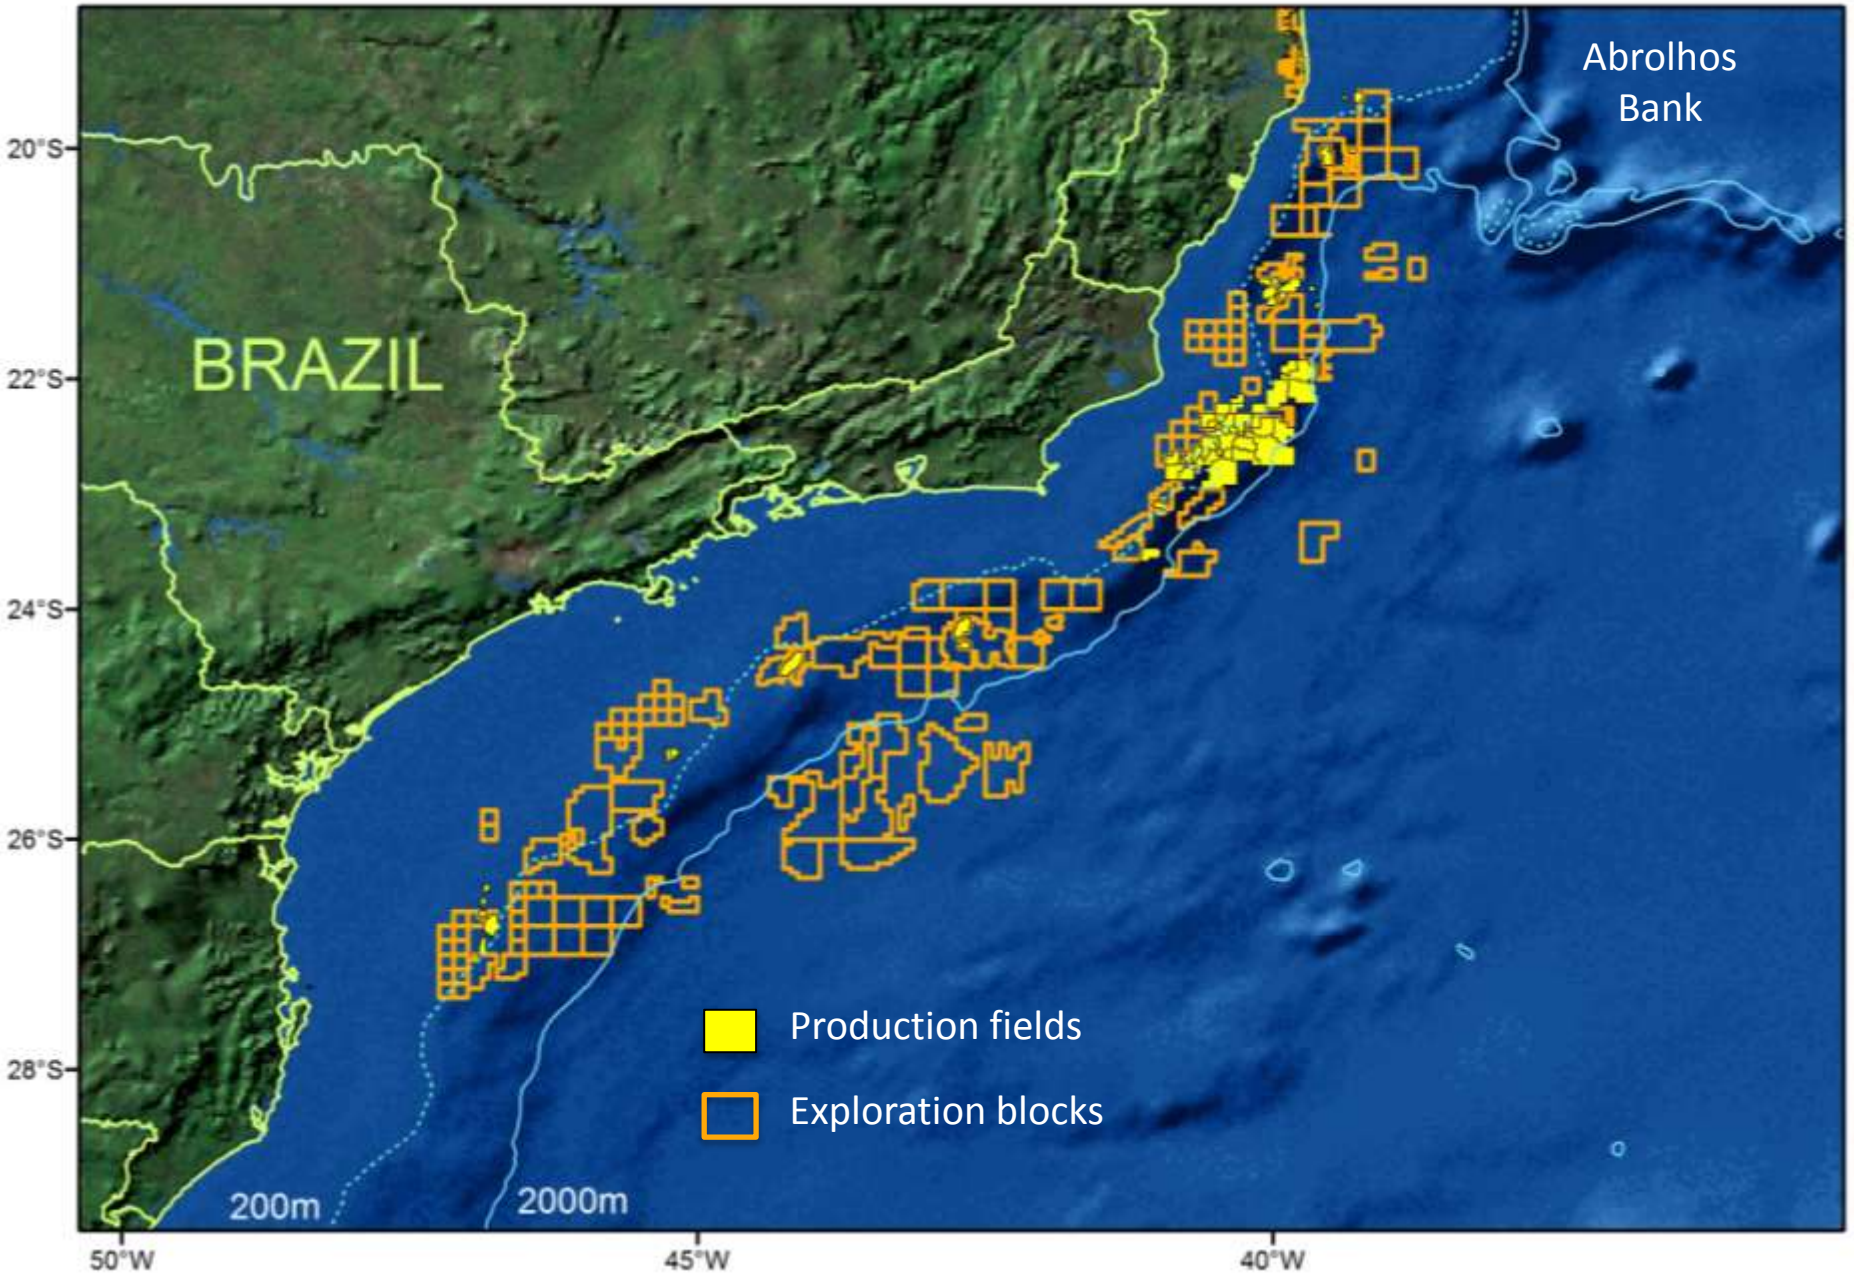 Abrolhos
Bank
20°S
BRAZIL
22°S
24°S
26°S
Production fields
28°S
Exploration blocks
200m
2000m
50°W
45°W
40°W